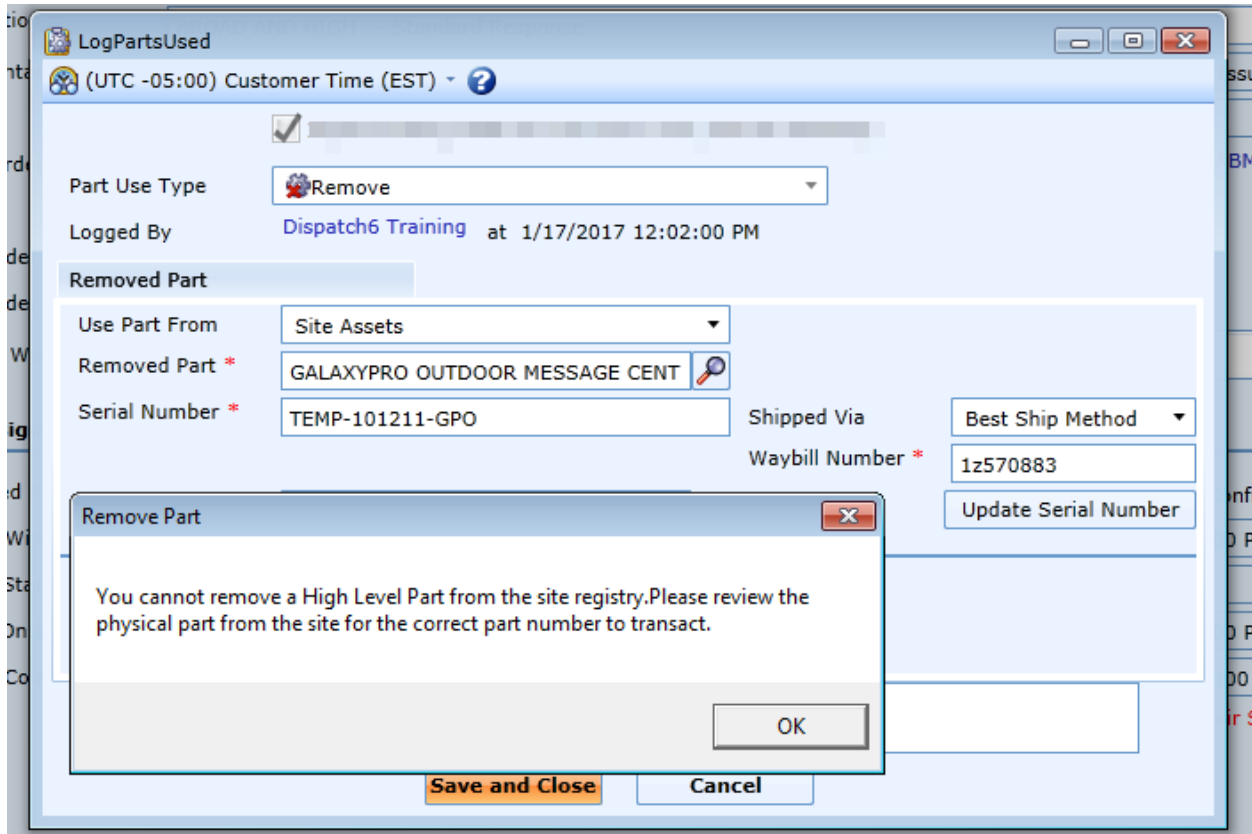 LogPartsUsed
(UTC -05:00) Customer Time (EST)
Part Use Type
Remove
Logged By
Dispatch6 Training at 1/17/2017 12:02:00 PM
Removed Part
Use Part From
Site Assets
Removed Part *
GALAXYPRO OUTDOOR MESSAGE CENT
Serial Number *
TEMP-101211-GPO
Shipped Via
Best Ship Method
Waybill Number *
1z570883
Update Serial Number
Remove Part
You cannot remove a High Level Part from the site registry.Please review the
physical part from the site for the correct part number to transact.
OK
Save and Close
Cancel